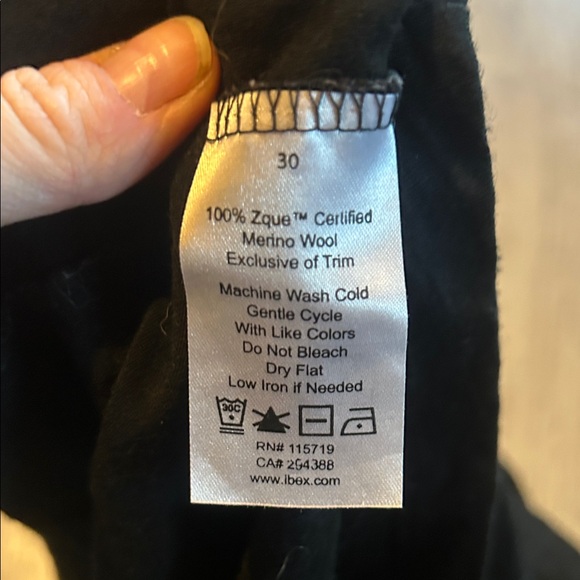 30
100% Zque™ Certified
Merino Wool
Exclusive of Trim
Machine Wash Cold
Gentle Cycle
With Like Colors
Do Not Bleach
Dry Flat
Low Iron if Needed
30C
RN# 115719
CA# 294388
www.ibex.com